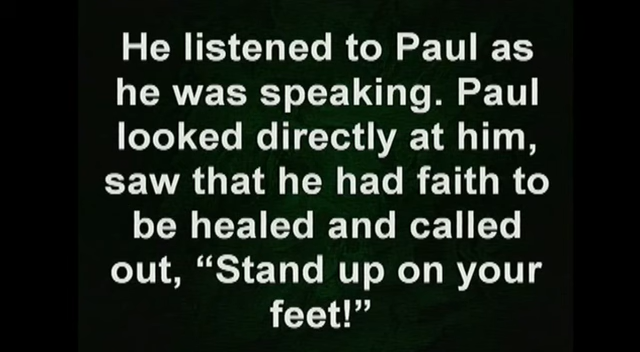 He listened to Paul as
he was speaking. Paul
looked directly at him,
saw that he had faith to
be healed and called
out, “Stand up on your
feet!”